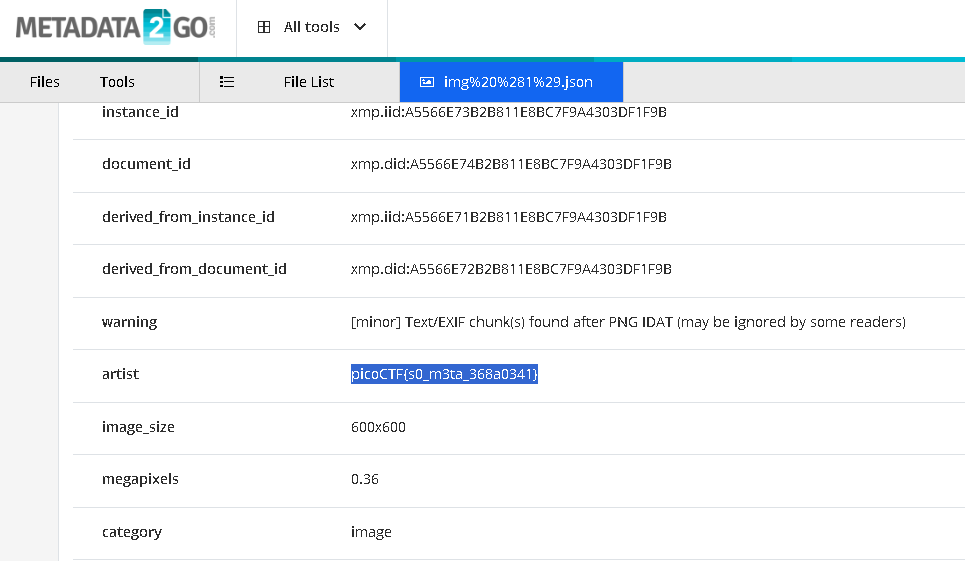 METADATA2GO.com
All tools
Files Tools File List img%20%281%29.json
instance_id xmp.iid:A5566E73B2B811E8BC7F9A4303DF1F9B
document_id xmp.did:A5566E74B2B811E8BC7F9A4303DF1F9B
derived_from_instance_id xmp.iid:A5566E71B2B811E8BC7F9A4303DF1F9B
derived_from_document_id xmp.did:A5566E72B2B811E8BC7F9A4303DF1F9B
warning [minor] Text/EXIF chunk(s) found after PNG IDAT (may be ignored by some readers)
artist picoCTF{s0_m3ta_368a0341}
image_size 600x600
megapixels 0.36
category image